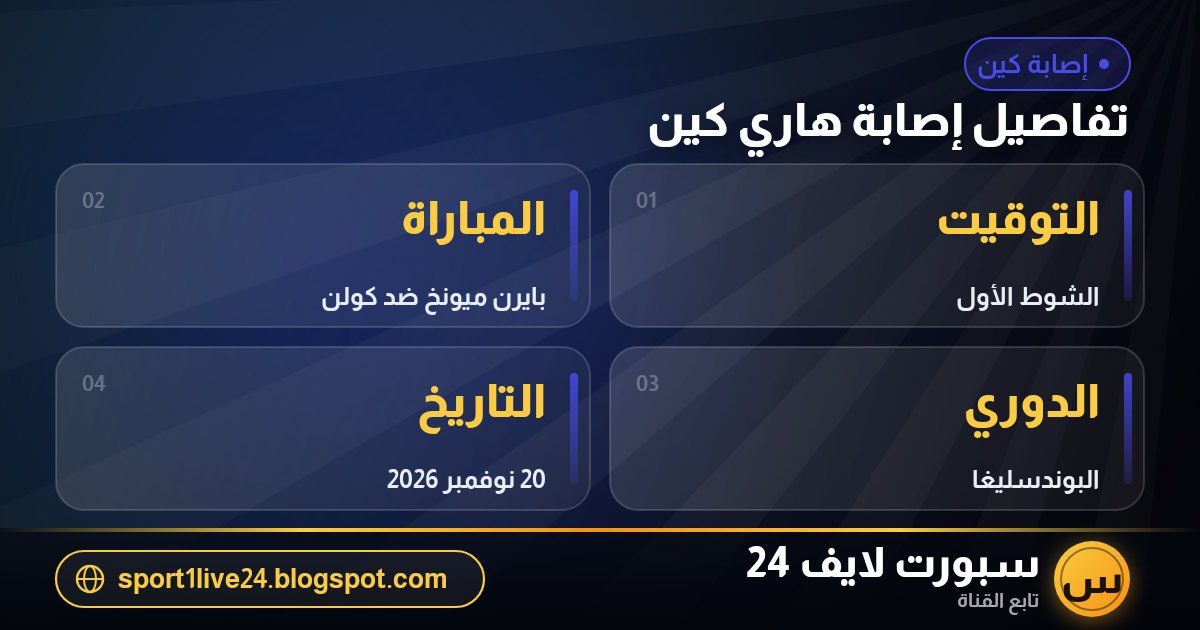 • إصابة كين
تفاصيل إصابة هاري كين
01
التوقيت
الشوط الأول
02
المباراة
بايرن ميونخ ضد كولن
03
الدوري
البوندسليغا
04
التاريخ
20 نوفمبر 2026
س
سبورت لايف 24
تابع القناة
sport1live24.blogspot.com